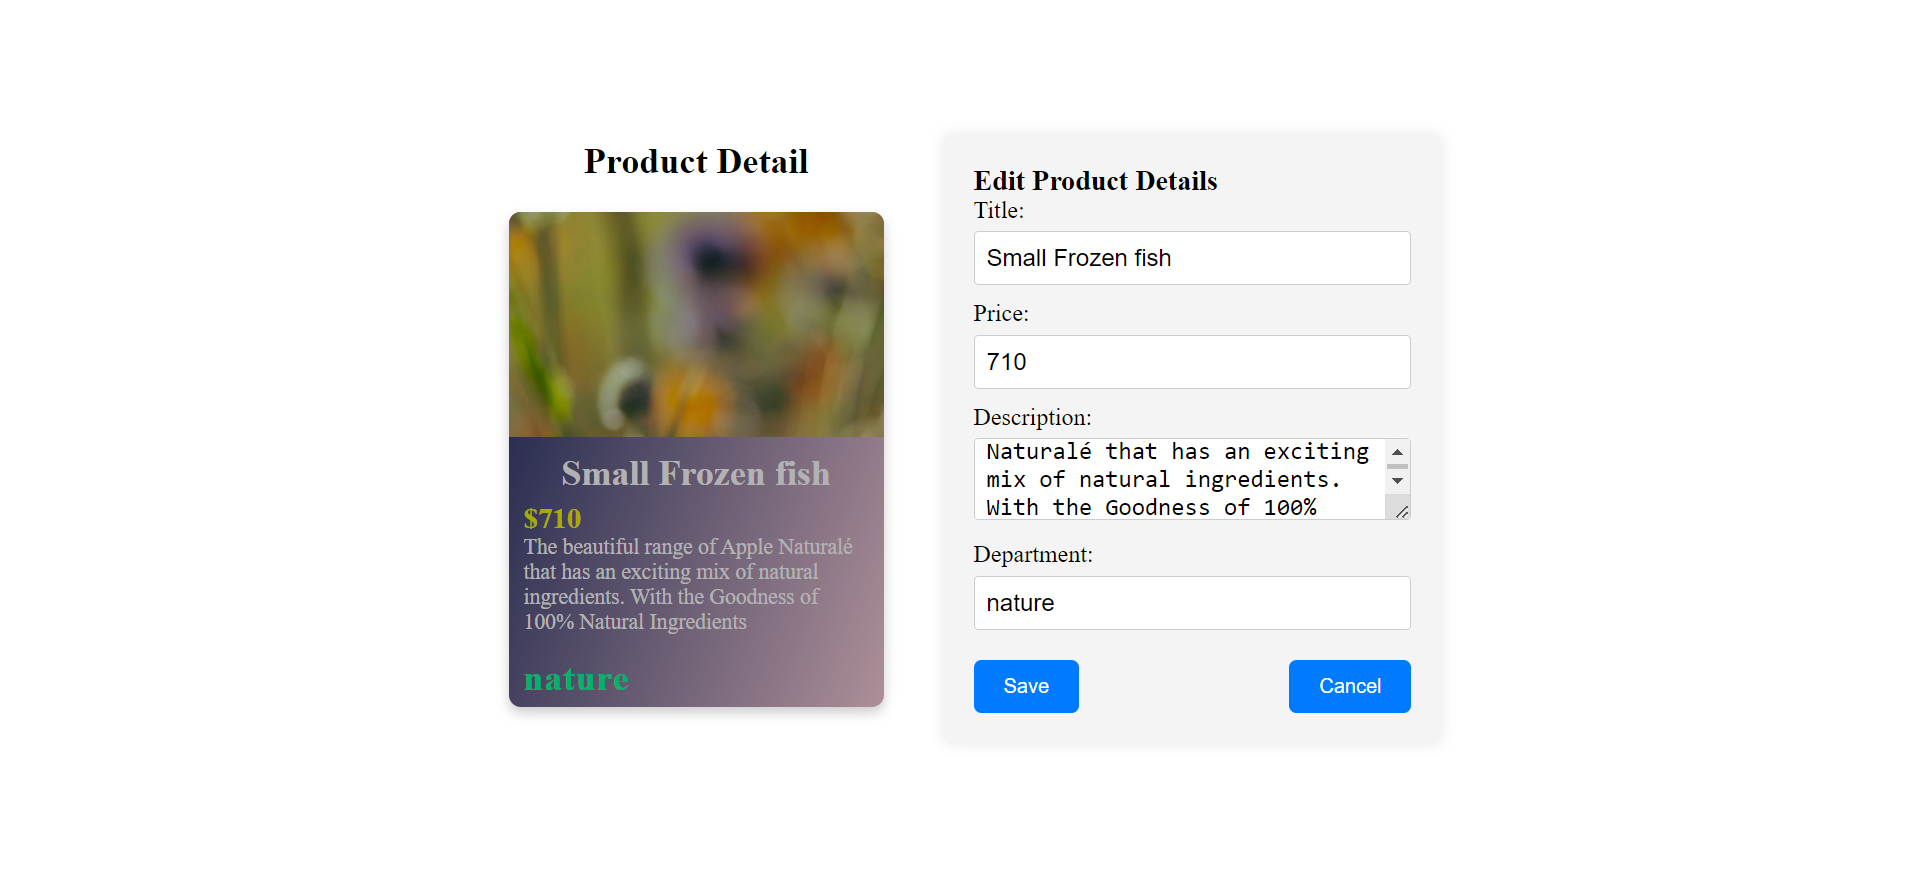 Product Detail
Small Frozen fish
$710
The beautiful range of Apple Naturalé
that has an exciting mix of natural
ingredients. With the Goodness of
100% Natural Ingredients
nature
Edit Product Details
Title:
Small Frozen fish
Price:
710
Description:
Naturalé that has an exciting
mix of natural ingredients.
With the Goodness of 100%
Department:
nature
Save
Cancel